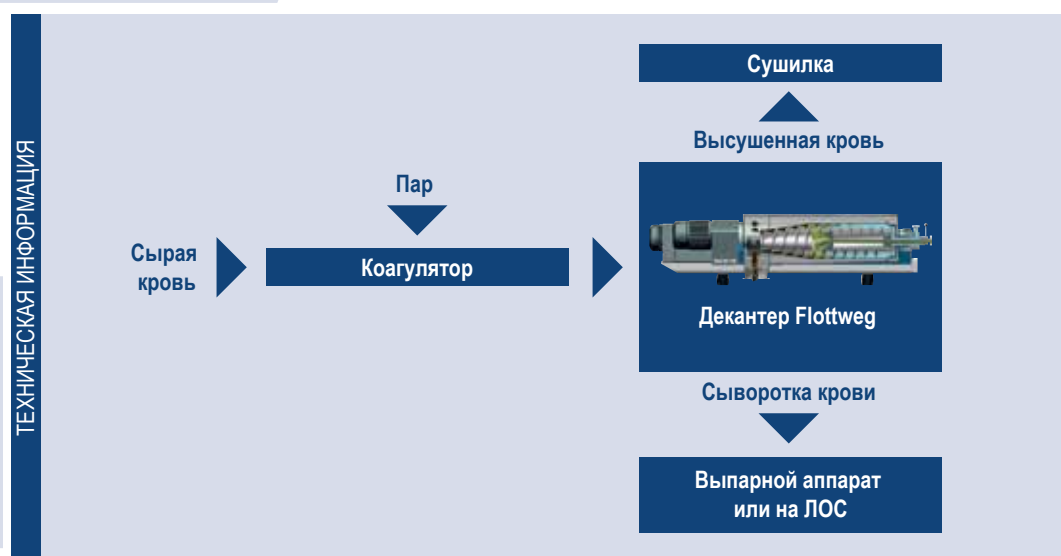 ТЕХНИЧЕСКАЯ ИНФОРМАЦИЯ
Сушилка
Высушенная кровь
Пар
Сырая
кровь
Коагулятор
Декантер Flottweg
Сыворотка крови
Выпарной аппарат
или на ЛОС